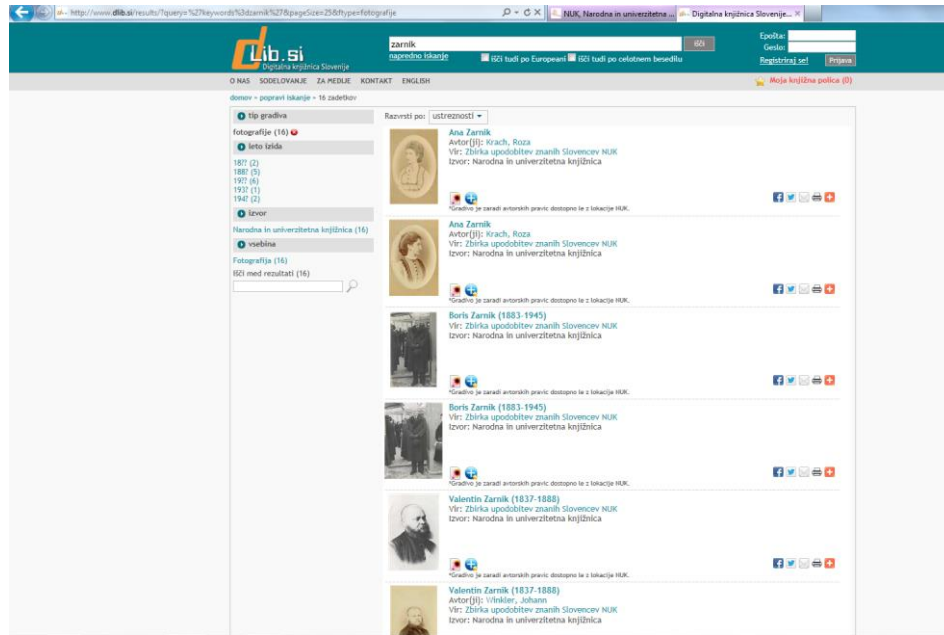 http://www.dlib.si/results/?query=%27keywords%3dzarnik%27&pageSize=25&ftype=fotografije
NUK, Narodna in univerzitetna ...
Digitalna knjižnica Slovenije...
dLib.si
Digitalna knjižnica Slovenije
zarnik
išči
napredno iskanje
išči tudi po Europeani
išči tudi po celotnem besedilu
Epošta:
Geslo:
Registriraj se!
Prijava
O NAS SODELOVANJE ZA MEDIJE KONTAKT ENGLISH
Moja knjižna polica (0)
domov » popravi iskanje » 16 zadetkov
tip gradiva
fotografije (16)
leto izida
18?? (2)
188? (5)
19?? (6)
193? (1)
194? (2)
izvor
Narodna in univerzitetna knjižnica (16)
vsebina
Fotografija (16)
Išči med rezultati (16)
Razvrsti po: ustreznosti
Ana Zarnik
Avtor(ji): Krach, Roza
Vir: Zbirka upodobitev znanih Slovencev NUK
Izvor: Narodna in univerzitetna knjižnica
*Gradivo je zaradi avtorskih pravic dostopno le z lokacije NUK.
Ana Zarnik
Avtor(ji): Krach, Roza
Vir: Zbirka upodobitev znanih Slovencev NUK
Izvor: Narodna in univerzitetna knjižnica
*Gradivo je zaradi avtorskih pravic dostopno le z lokacije NUK.
Boris Zarnik (1883-1945)
Vir: Zbirka upodobitev znanih Slovencev NUK
Izvor: Narodna in univerzitetna knjižnica
*Gradivo je zaradi avtorskih pravic dostopno le z lokacije NUK.
Boris Zarnik (1883-1945)
Vir: Zbirka upodobitev znanih Slovencev NUK
Izvor: Narodna in univerzitetna knjižnica
*Gradivo je zaradi avtorskih pravic dostopno le z lokacije NUK.
Valentin Zarnik (1837-1888)
Vir: Zbirka upodobitev znanih Slovencev NUK
Izvor: Narodna in univerzitetna knjižnica
*Gradivo je zaradi avtorskih pravic dostopno le z lokacije NUK.
Valentin Zarnik (1837-1888)
Avtor(ji): Winkler, Johann
Vir: Zbirka upodobitev znanih Slovencev NUK
Izvor: Narodna in univerzitetna knjižnica